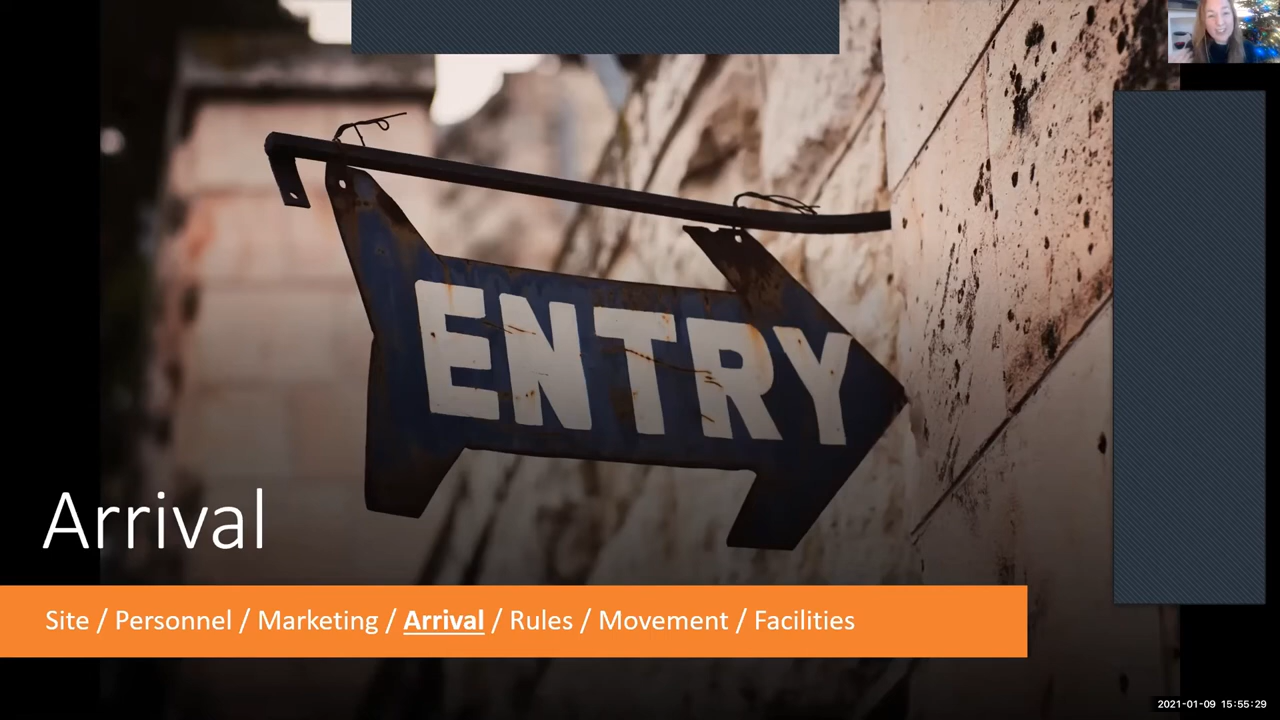 ENTRY
Arrival
Site / Personnel / Marketing / Arrival / Rules / Movement / Facilities
2021-01-09 15:55:29